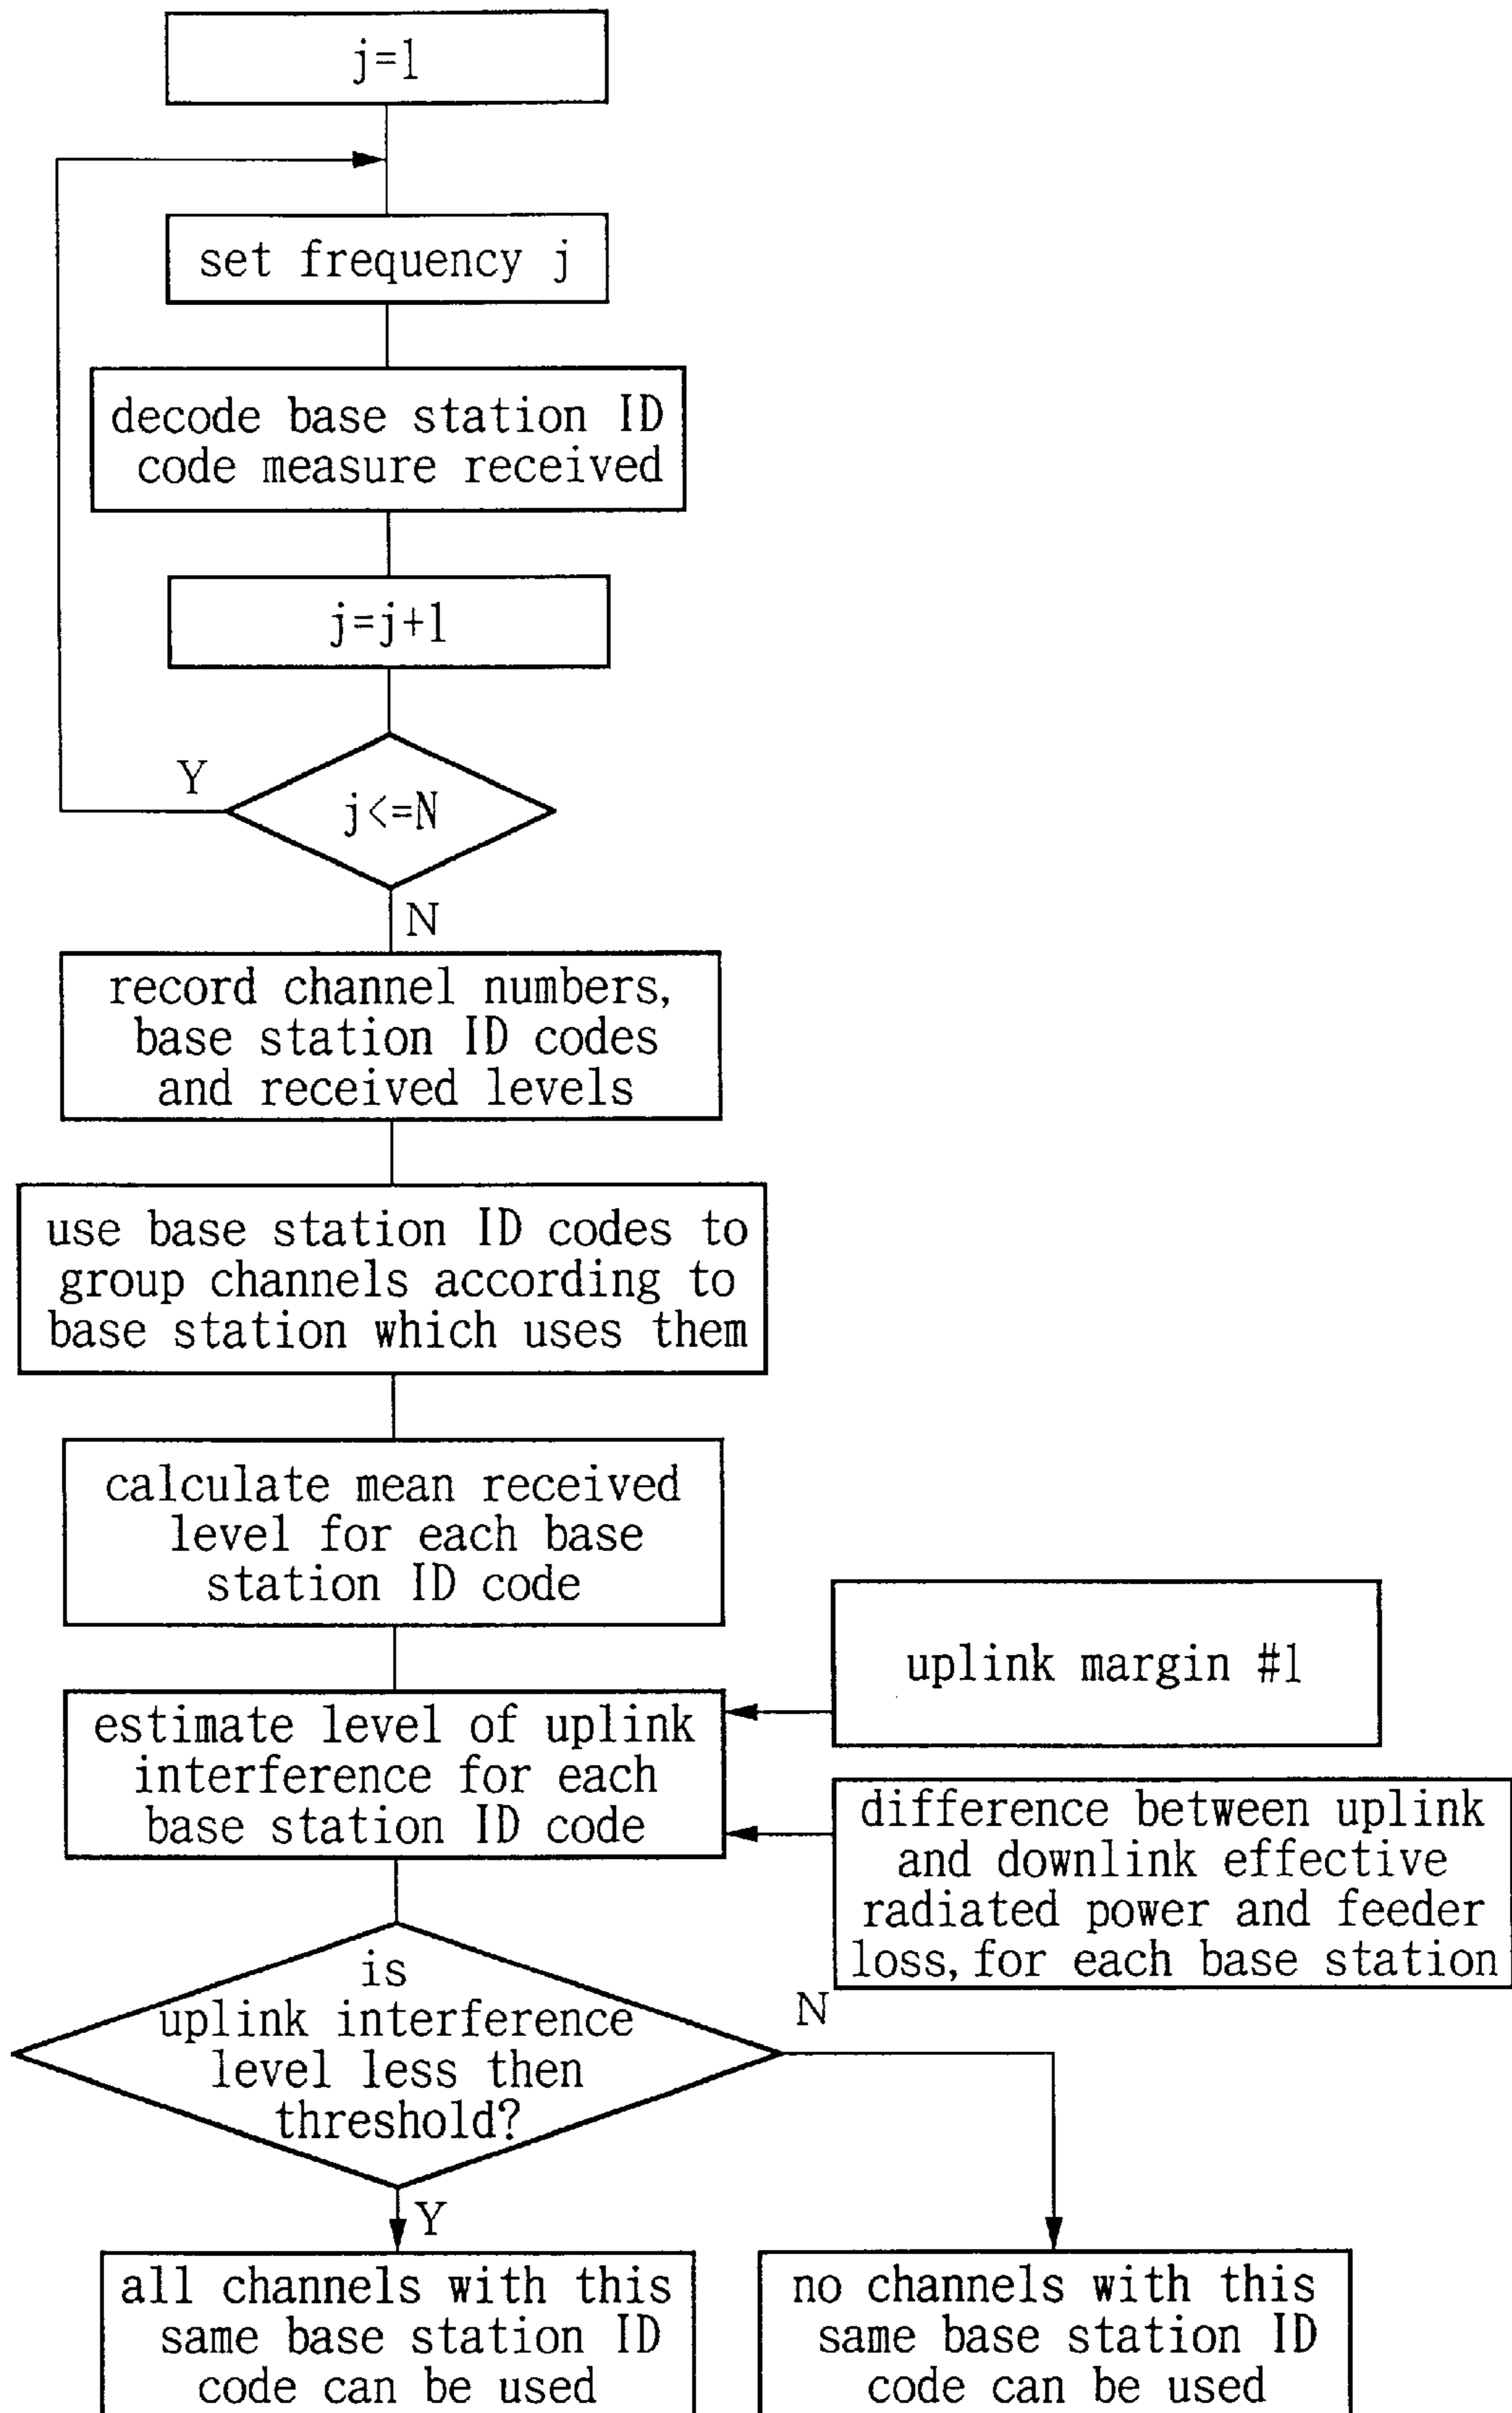 j=1
set frequency j
decode base station ID
code measure received
j=j+1
Y
j<=N
N
record channel numbers,
base station ID codes
and received levels
use base station ID codes to
group channels according to
base station which uses them
calculate mean received
level for each base
station ID code
uplink margin #1
estimate level of uplink
interference for each
base station ID code
difference between uplink
and downlink effective
radiated power and feeder
loss, for each base station
is
uplink interference
level less then
threshold?
N
Y
all channels with this
same base station ID
code can be used
no channels with this
same base station ID
code can be used